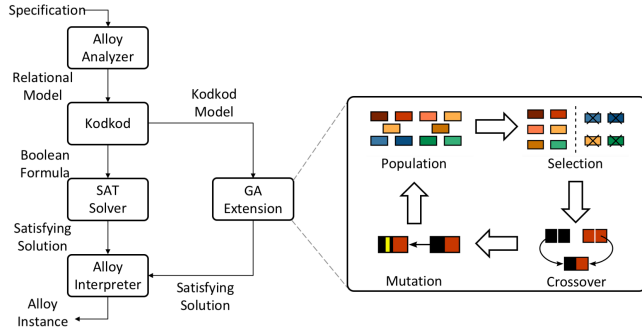 Specification
Alloy
Analyzer
Relational
Model
Kodkod
Kodkod
Model
Boolean
Formula
SAT
Solver
GA
Extension
Satisfying
Solution
Alloy
Interpreter
Satisfying
Solution
Alloy
Instance
Population
Selection
Mutation
Crossover